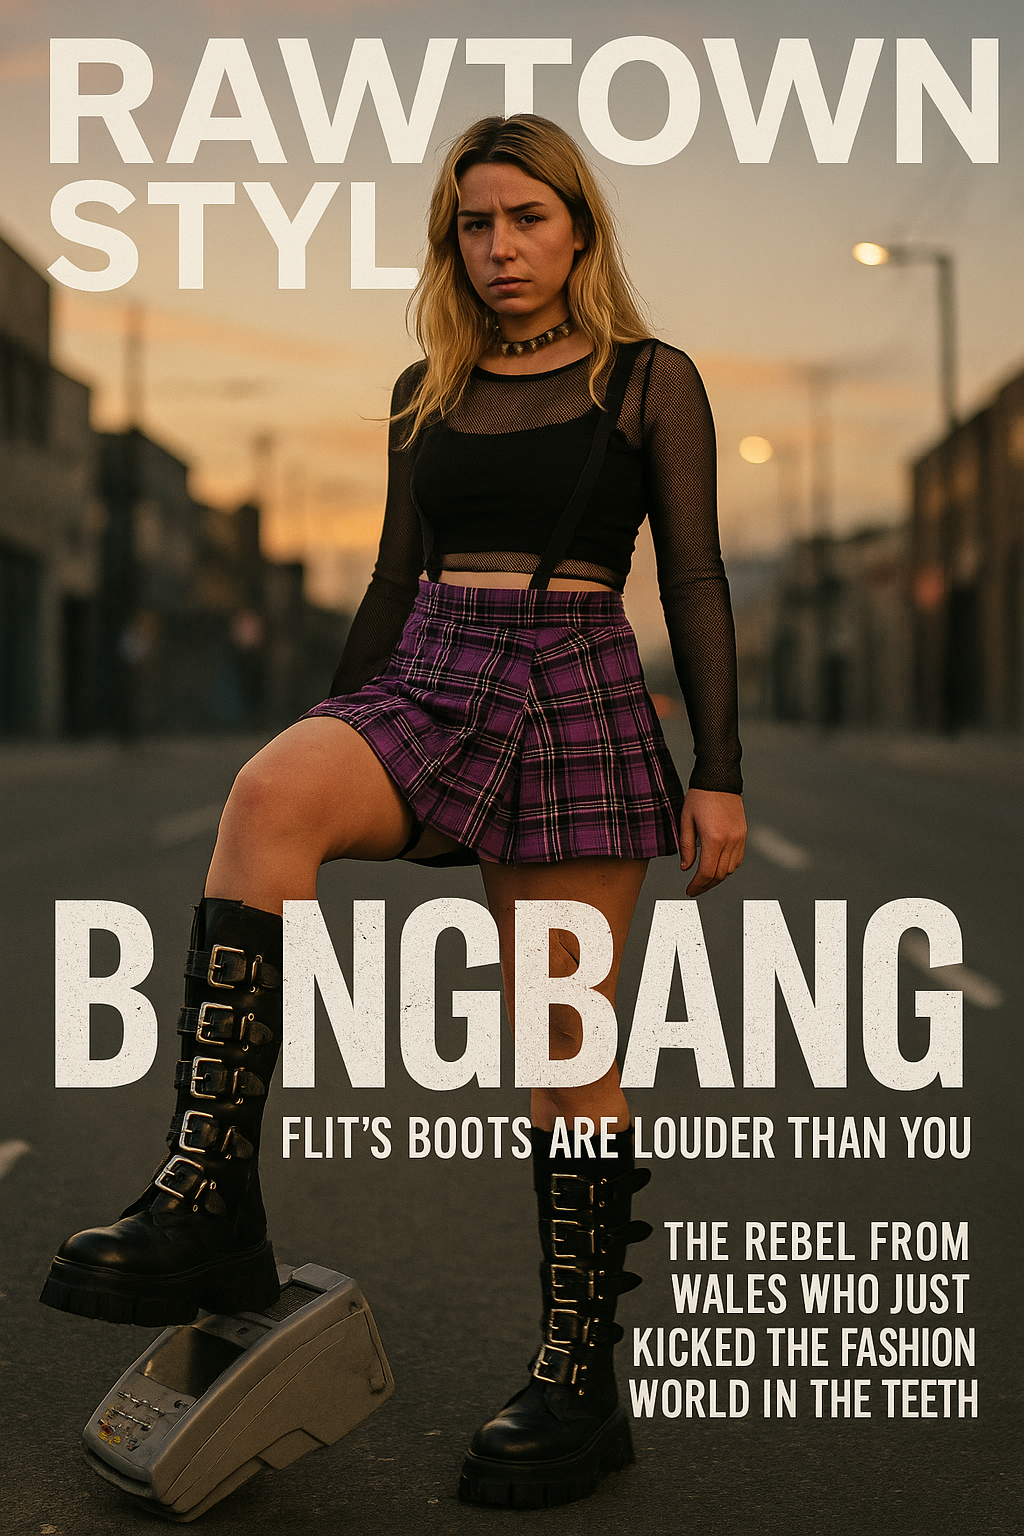 RAWTOWN
STYL
B NGBANG
FLIT'S BOOTS ARE LOUDER THAN YOU
THE REBEL FROM
WALES WHO JUST
KICKED THE FASHION
WORLD IN THE TEETH